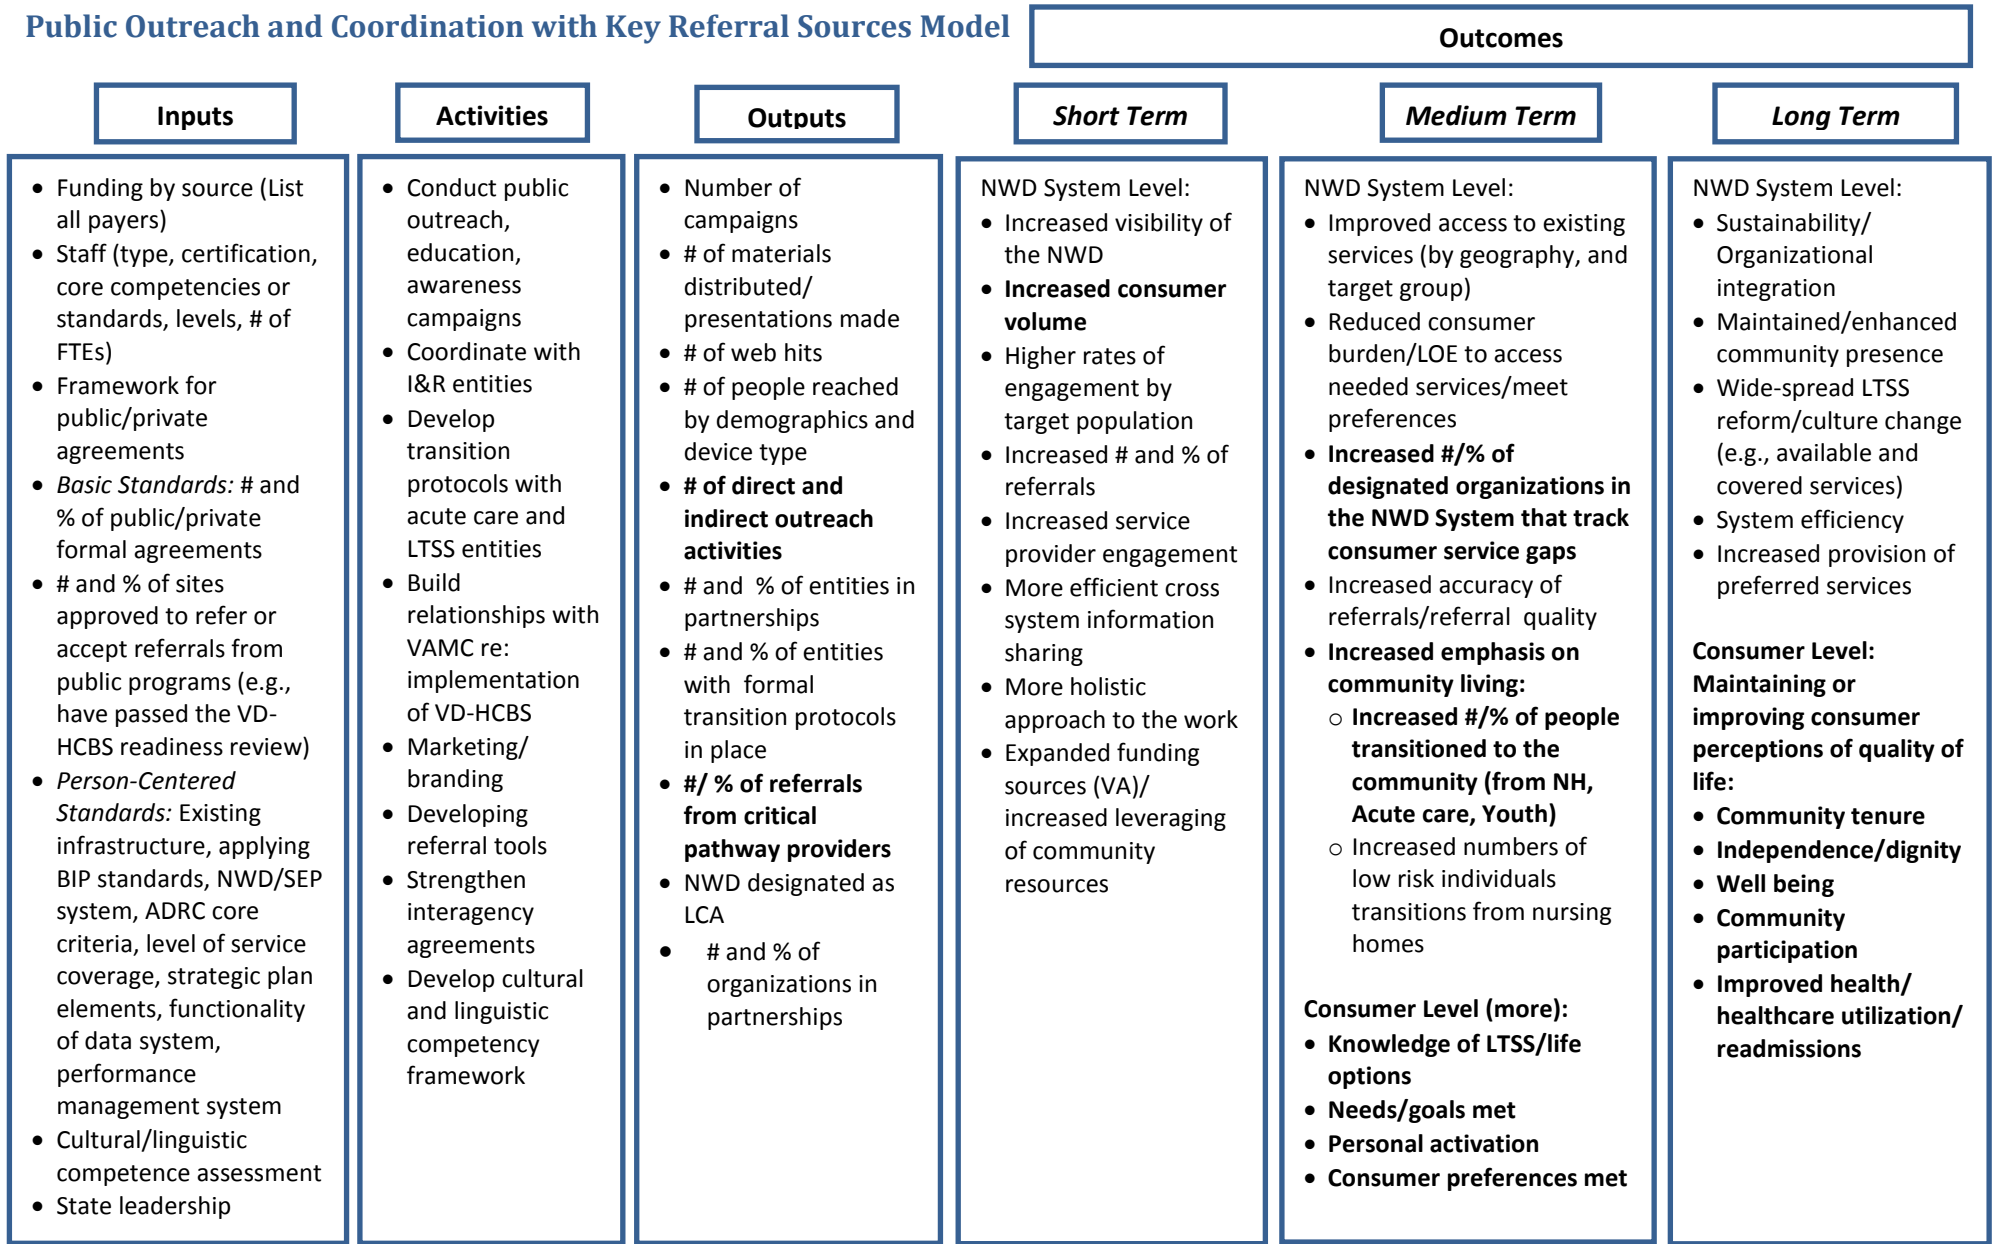 Public Outreach and Coordination with Key Referral Sources Model
Outcomes
Inputs
Activities
Outputs
Short Term
Medium Term
Long Term
• Funding by source (List
all payers)
• Staff (type, certification,
core competencies or
standards, levels, # of
FTEs)
• Framework for
public/private
agreements
• Basic Standards: # and
% of public/private
formal agreements
• # and % of sites
approved to refer or
accept referrals from
public programs (e.g.,
have passed the VD-
HCBS readiness review)
• Person-Centered
Standards: Existing
infrastructure, applying
BIP standards, NWD/SEP
system, ADRC core
criteria, level of service
coverage, strategic plan
elements, functionality
of data system,
performance
management system
• Cultural/linguistic
competence assessment
• State leadership
• Conduct public
outreach,
education,
awareness
campaigns
• Coordinate with
I&R entities
• Develop
transition
protocols with
acute care and
LTSS entities
• Build
relationships with
VAMC re:
implementation
of VD-HCBS
• Marketing/
branding
• Developing
referral tools
• Strengthen
interagency
agreements
• Develop cultural
and linguistic
competency
framework
• Number of
campaigns
• # of materials
distributed/
presentations made
• # of web hits
• # of people reached
by demographics and
device type
• # of direct and
indirect outreach
activities
• # and % of entities in
partnerships
• # and % of entities
with formal
transition protocols
in place
• #/ % of referrals
from critical
pathway providers
• NWD designated as
LCA
• # and % of
organizations in
partnerships
NWD System Level:
• Increased visibility of
the NWD
• Increased consumer
volume
• Higher rates of
engagement by
target population
• Increased # and % of
referrals
• Increased service
provider engagement
• More efficient cross
system information
sharing
• More holistic
approach to the work
• Expanded funding
sources (VA)/
increased leveraging
of community
resources
NWD System Level:
• Improved access to existing
services (by geography, and
target group)
• Reduced consumer
burden/LOE to access
needed services/meet
preferences
• Increased #/% of
designated organizations in
the NWD System that track
consumer service gaps
• Increased accuracy of
referrals/referral quality
• Increased emphasis on
community living:
o Increased #/% of people
transitioned to the
community (from NH,
Acute care, Youth)
o Increased numbers of
low risk individuals
transitions from nursing
homes
Consumer Level (more):
• Knowledge of LTSS/life
options
• Needs/goals met
• Personal activation
• Consumer preferences met
NWD System Level:
• Sustainability/
Organizational
integration
• Maintained/enhanced
community presence
• Wide-spread LTSS
reform/culture change
(e.g., available and
covered services)
• System efficiency
• Increased provision of
preferred services
Consumer Level:
Maintaining or
improving consumer
perceptions of quality of
life:
• Community tenure
• Independence/dignity
• Well being
• Community
participation
• Improved health/
healthcare utilization/
readmissions